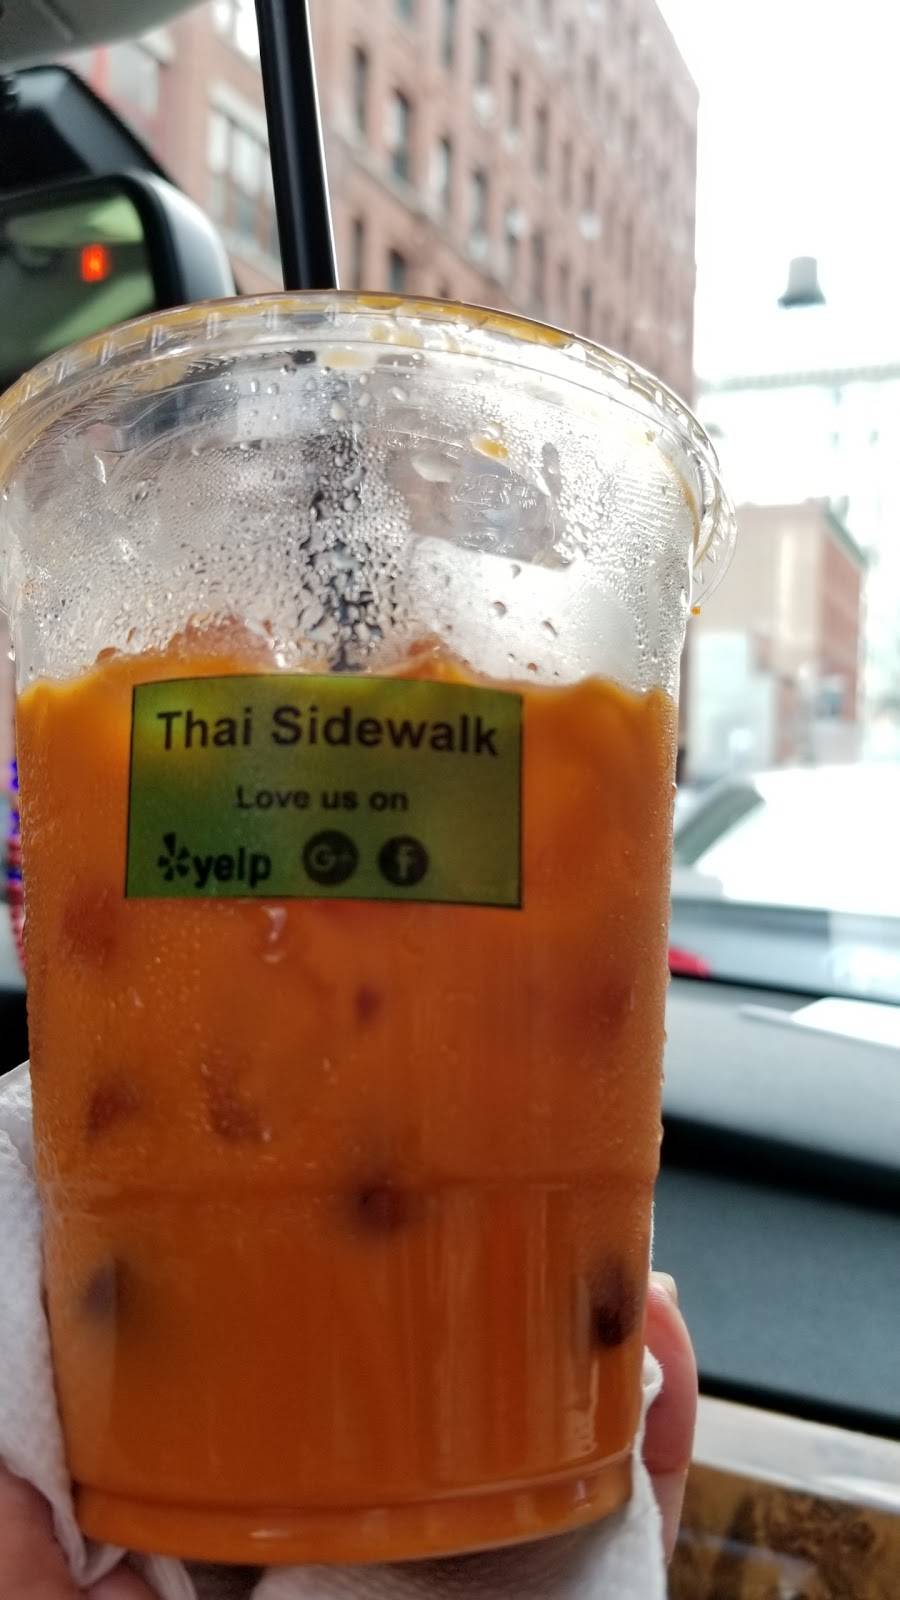 Thai Sidewalk
Love us on
yelp G+ f